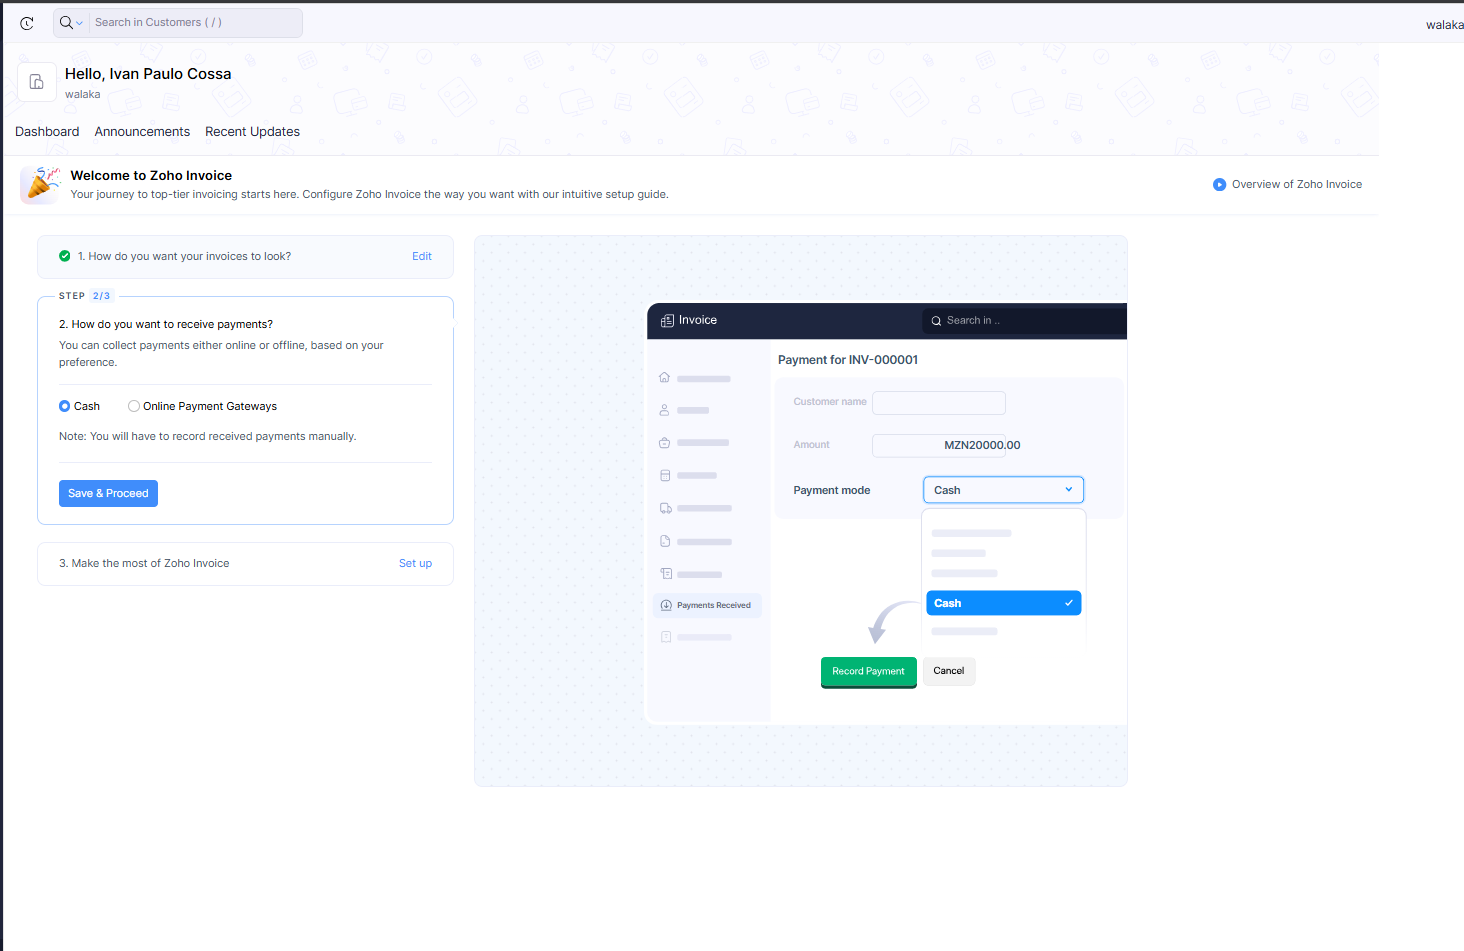 Search in Customers ( / )
walaka
Hello, Ivan Paulo Cossa
walaka
Dashboard Announcements Recent Updates
Welcome to Zoho Invoice
Your journey to top-tier invoicing starts here. Configure Zoho Invoice the way you want with our intuitive setup guide.
Overview of Zoho Invoice
1. How do you want your invoices to look? Edit
STEP 2/3
2. How do you want to receive payments?
You can collect payments either online or offline, based on your
preference.
Cash Online Payment Gateways
Note: You will have to record received payments manually.
Save & Proceed
3. Make the most of Zoho Invoice Set up
Invoice
Search in ..
Payment for INV-000001
Customer name
Amount MZN20000.00
Payment mode Cash
Cash
Payments Received
Record Payment Cancel